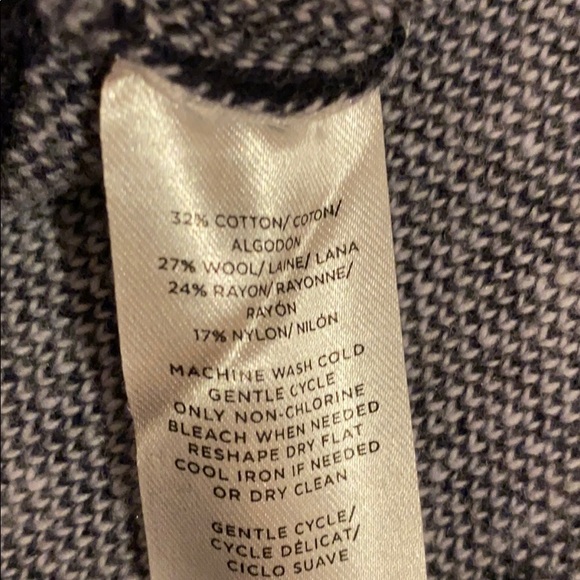 32% COTTON/COTON/
ALGODÓN
27% WOOL/LAINE/LANA
24% RAYON/RAYONNE/
RAYÓN
17% NYLON/NILÓN
MACHINE WASH COLD
GENTLE CYCLE
ONLY NON-CHLORINE
BLEACH WHEN NEEDED
RESHAPE DRY FLAT
COOL IRON IF NEEDED
OR DRY CLEAN
GENTLE CYCLE/
CYCLE DÉLICAT/
CICLO SUAVE